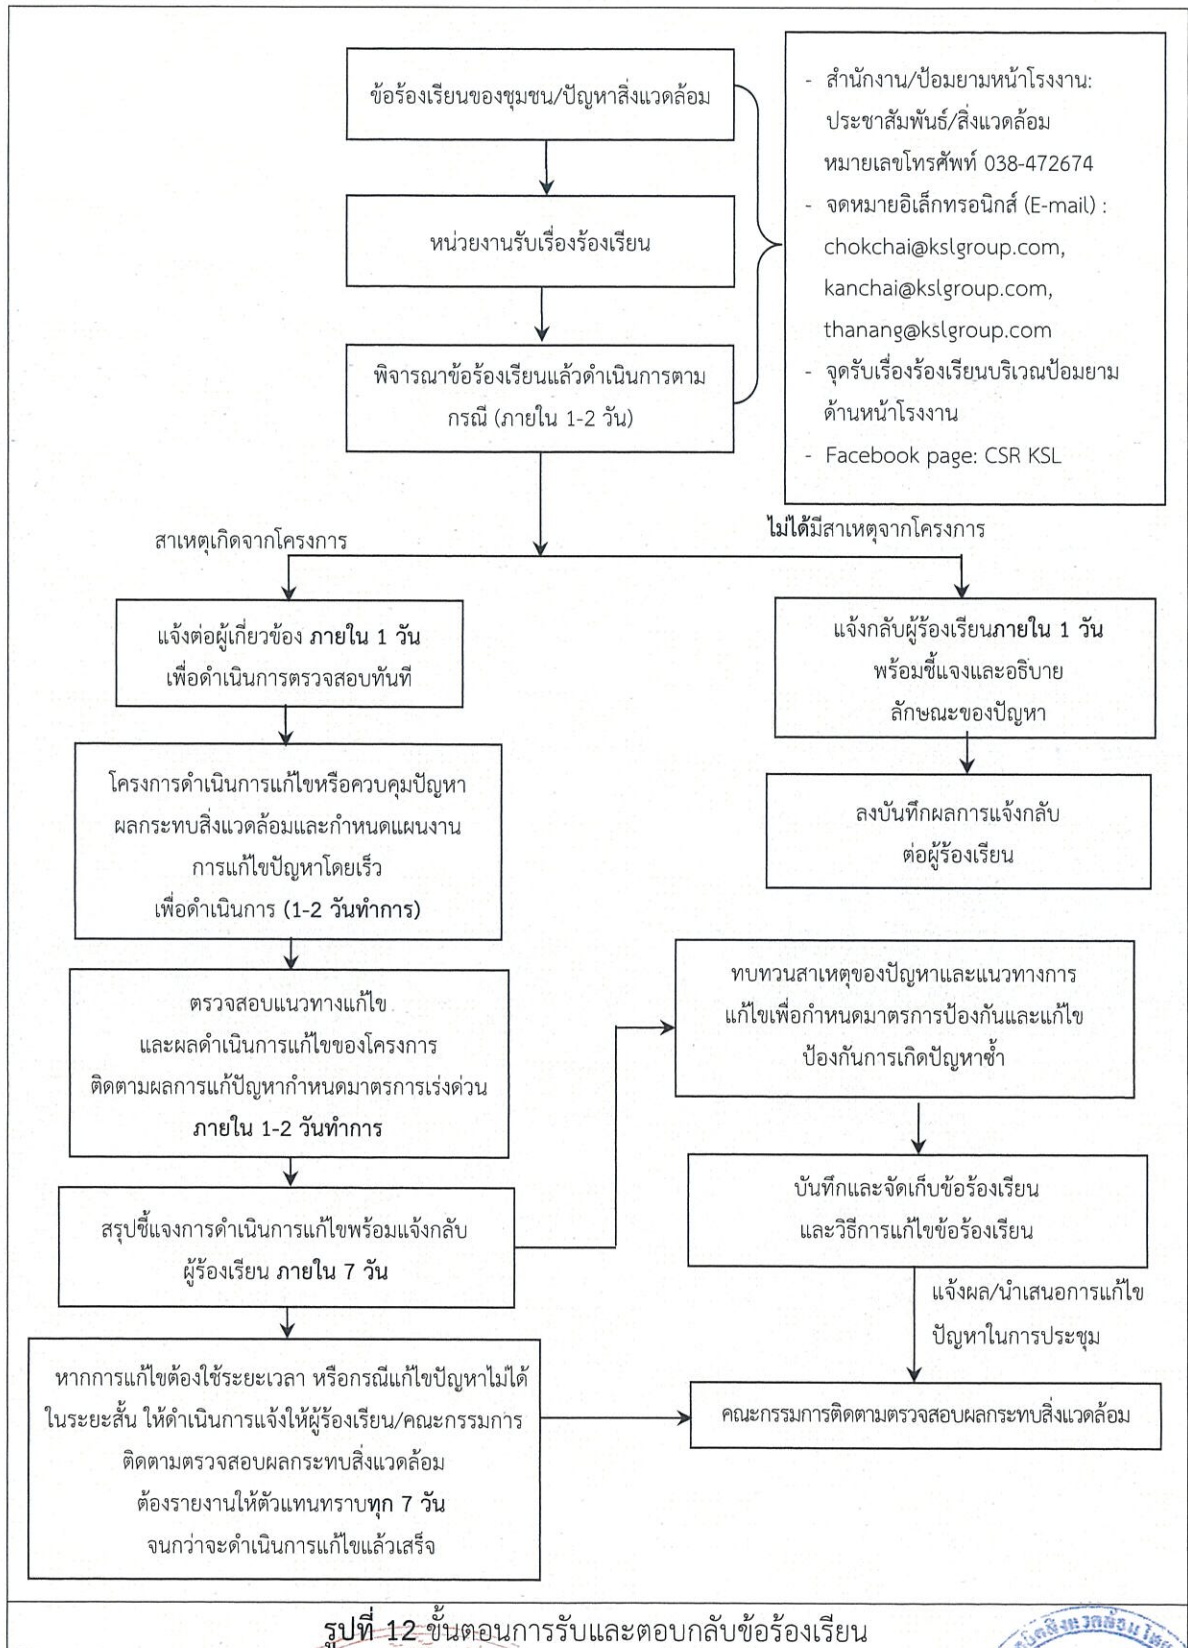 ข้อร้องเรียนของชุมชน/ปัญหาสิ่งแวดล้อม
หน่วยงานรับเรื่องร้องเรียน
พิจารณาข้อร้องเรียนแล้วดำเนินการตาม
กรณี (ภายใน 1-2 วัน)
- สำนักงาน/ป้อมยามหน้าโรงงาน:
ประชาสัมพันธ์/สิ่งแวดล้อม
หมายเลขโทรศัพท์ 038-472674
- จดหมายอิเล็กทรอนิกส์ (E-mail) :
chokchai@kslgroup.com,
kanchai@kslgroup.com,
thanang@kslgroup.com
- จุดรับเรื่องร้องเรียนบริเวณป้อมยาม
ด้านหน้าโรงงาน
- Facebook page: CSR KSL
สาเหตุเกิดจากโครงการ
ไม่ได้มีสาเหตุจากโครงการ
แจ้งต่อผู้เกี่ยวข้อง ภายใน 1 วัน
เพื่อดำเนินการตรวจสอบทันที
แจ้งกลับผู้ร้องเรียนภายใน 1 วัน
พร้อมชี้แจงและอธิบาย
ลักษณะของปัญหา
โครงการดำเนินการแก้ไขหรือควบคุมปัญหา
ผลกระทบสิ่งแวดล้อมและกำหนดแผนงาน
การแก้ไขปัญหาโดยเร็ว
เพื่อดำเนินการ (1-2 วันทำการ)
ลงบันทึกผลการแจ้งกลับ
ต่อผู้ร้องเรียน
ตรวจสอบแนวทางแก้ไข
และผลดำเนินการแก้ไขของโครงการ
ติดตามผลการแก้ปัญหากำหนดมาตรการเร่งด่วน
ภายใน 1-2 วันทำการ
ทบทวนสาเหตุของปัญหาและแนวทางการ
แก้ไขเพื่อกำหนดมาตรการป้องกันและแก้ไข
ป้องกันการเกิดปัญหาซ้ำ
สรุปชี้แจงการดำเนินการแก้ไขพร้อมแจ้งกลับ
ผู้ร้องเรียน ภายใน 7 วัน
บันทึกและจัดเก็บข้อร้องเรียน
และวิธีการแก้ไขข้อร้องเรียน
แจ้งผล/นำเสนอการแก้ไข
ปัญหาในการประชุม
หากการแก้ไขต้องใช้ระยะเวลา หรือกรณีแก้ไขปัญหาไม่ได้
ในระยะสั้น ให้ดำเนินการแจ้งให้ผู้ร้องเรียน/คณะกรรมการ
ติดตามตรวจสอบผลกระทบสิ่งแวดล้อม
ต้องรายงานให้ตัวแทนทราบทุก 7 วัน
จนกว่าจะดำเนินการแก้ไขแล้วเสร็จ
คณะกรรมการติดตามตรวจสอบผลกระทบสิ่งแวดล้อม
รูปที่ 12 ขั้นตอนการรับและตอบกลับข้อร้องเรียน